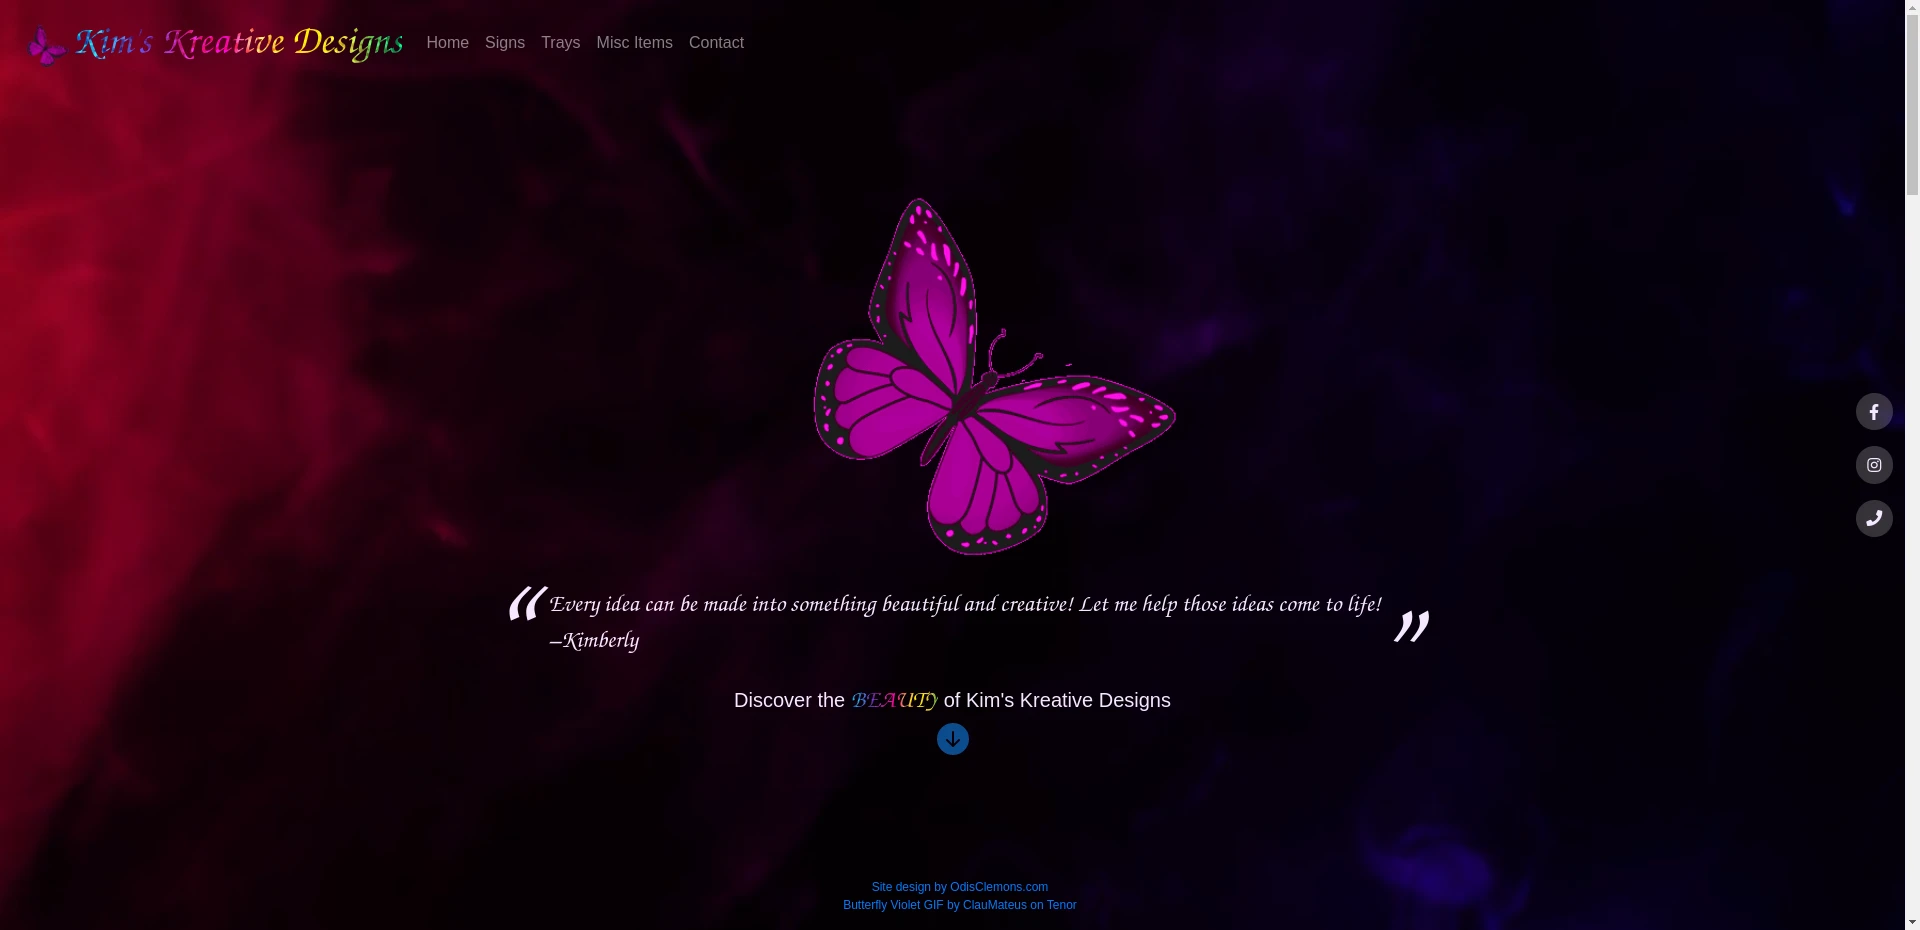 Kim's Kreative Designs
Home Signs Trays Misc Items Contact
“ Every idea can be made into something beautiful and creative! Let me help those ideas come to life!
–Kimberly ”
Discover the BEAUTY of Kim's Kreative Designs
Site design by OdisClemons.com
Butterfly Violet GIF by ClauMateus on Tenor